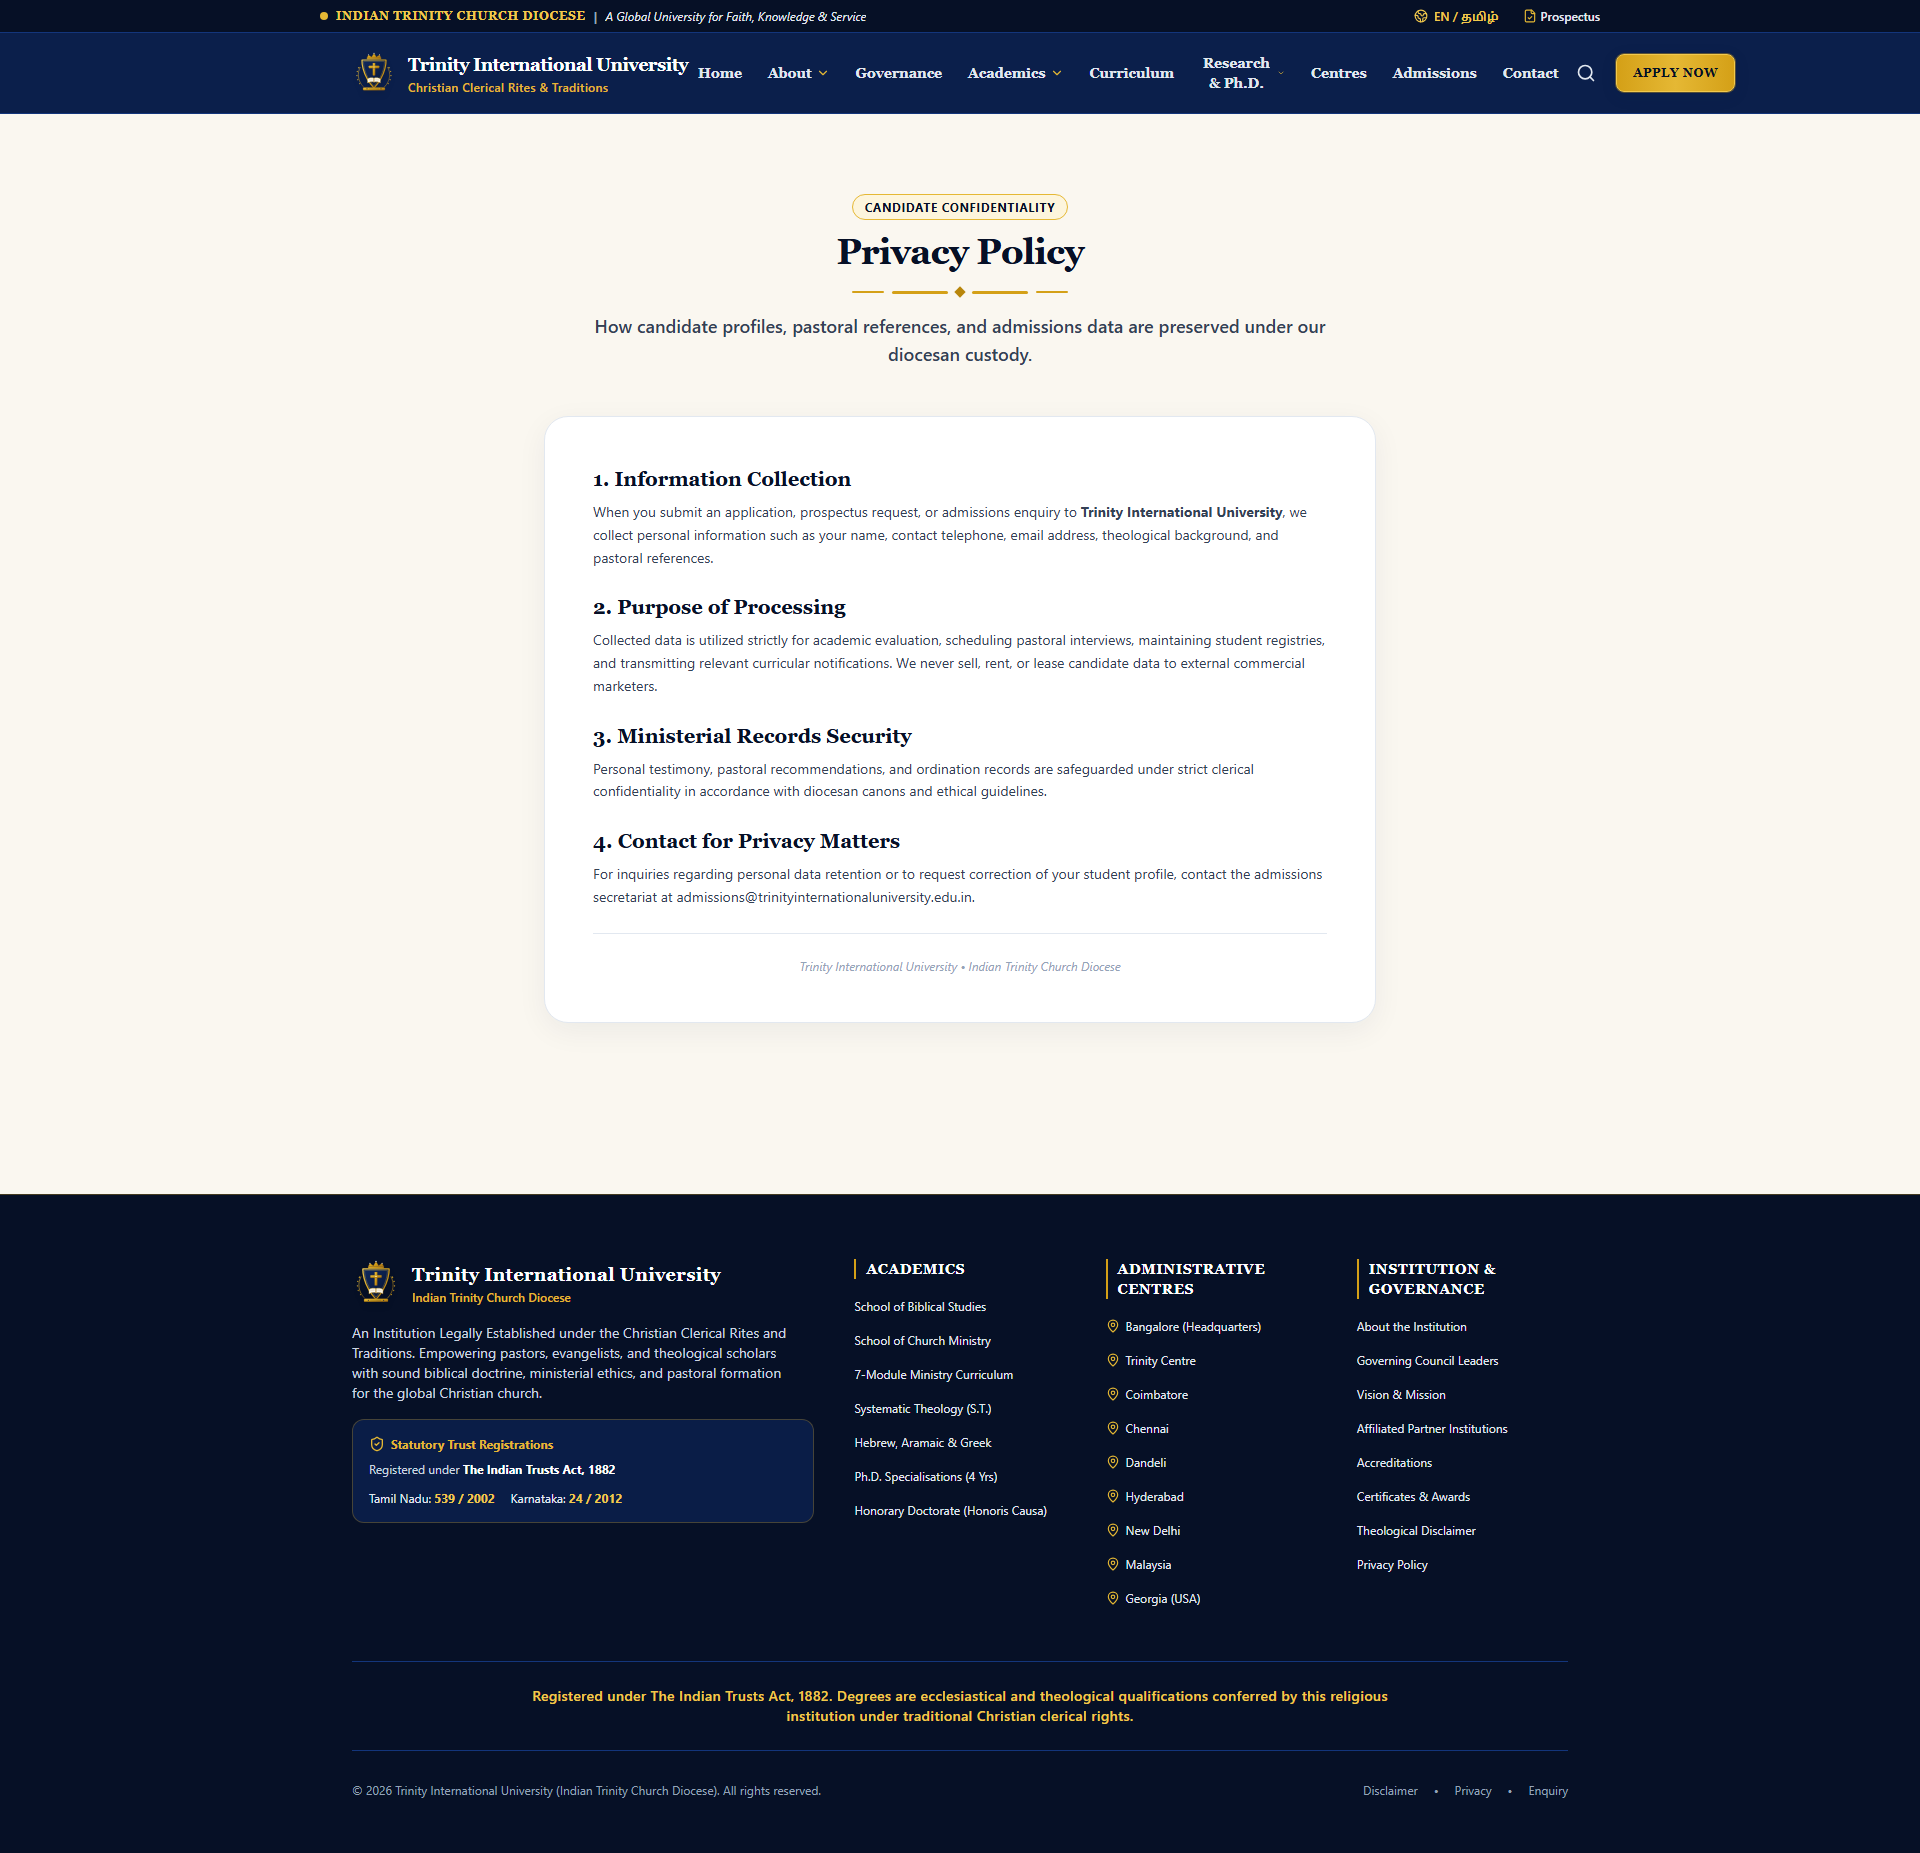 INDIAN TRINITY CHURCH DIOCESE | A Global University for Faith, Knowledge & Service
EN / தமிழ்
Prospectus
Trinity International University
Christian Clerical Rites & Traditions
Home
About
Governance
Academics
Curriculum
Research
& Ph.D.
Centres
Admissions
Contact
APPLY NOW
CANDIDATE CONFIDENTIALITY
Privacy Policy
How candidate profiles, pastoral references, and admissions data are preserved under our
diocesan custody.
1. Information Collection
When you submit an application, prospectus request, or admissions enquiry to Trinity International University, we
collect personal information such as your name, contact telephone, email address, theological background, and
pastoral references.
2. Purpose of Processing
Collected data is utilized strictly for academic evaluation, scheduling pastoral interviews, maintaining student registries,
and transmitting relevant curricular notifications. We never sell, rent, or lease candidate data to external commercial
marketers.
3. Ministerial Records Security
Personal testimony, pastoral recommendations, and ordination records are safeguarded under strict clerical
confidentiality in accordance with diocesan canons and ethical guidelines.
4. Contact for Privacy Matters
For inquiries regarding personal data retention or to request correction of your student profile, contact the admissions
secretariat at admissions@trinityinternationaluniversity.edu.in.
Trinity International University • Indian Trinity Church Diocese
Trinity International University
Indian Trinity Church Diocese
An Institution Legally Established under the Christian Clerical Rites and
Traditions. Empowering pastors, evangelists, and theological scholars
with sound biblical doctrine, ministerial ethics, and pastoral formation
for the global Christian church.
Statutory Trust Registrations
Registered under The Indian Trusts Act, 1882
Tamil Nadu: 539 / 2002 Karnataka: 24 / 2012
ACADEMICS
School of Biblical Studies
School of Church Ministry
7-Module Ministry Curriculum
Systematic Theology (S.T.)
Hebrew, Aramaic & Greek
Ph.D. Specialisations (4 Yrs)
Honorary Doctorate (Honoris Causa)
ADMINISTRATIVE
CENTRES
Bangalore (Headquarters)
Trinity Centre
Coimbatore
Chennai
Dandeli
Hyderabad
New Delhi
Malaysia
Georgia (USA)
INSTITUTION &
GOVERNANCE
About the Institution
Governing Council Leaders
Vision & Mission
Affiliated Partner Institutions
Accreditations
Certificates & Awards
Theological Disclaimer
Privacy Policy
Registered under The Indian Trusts Act, 1882. Degrees are ecclesiastical and theological qualifications conferred by this religious
institution under traditional Christian clerical rights.
© 2026 Trinity International University (Indian Trinity Church Diocese). All rights reserved.
Disclaimer • Privacy • Enquiry